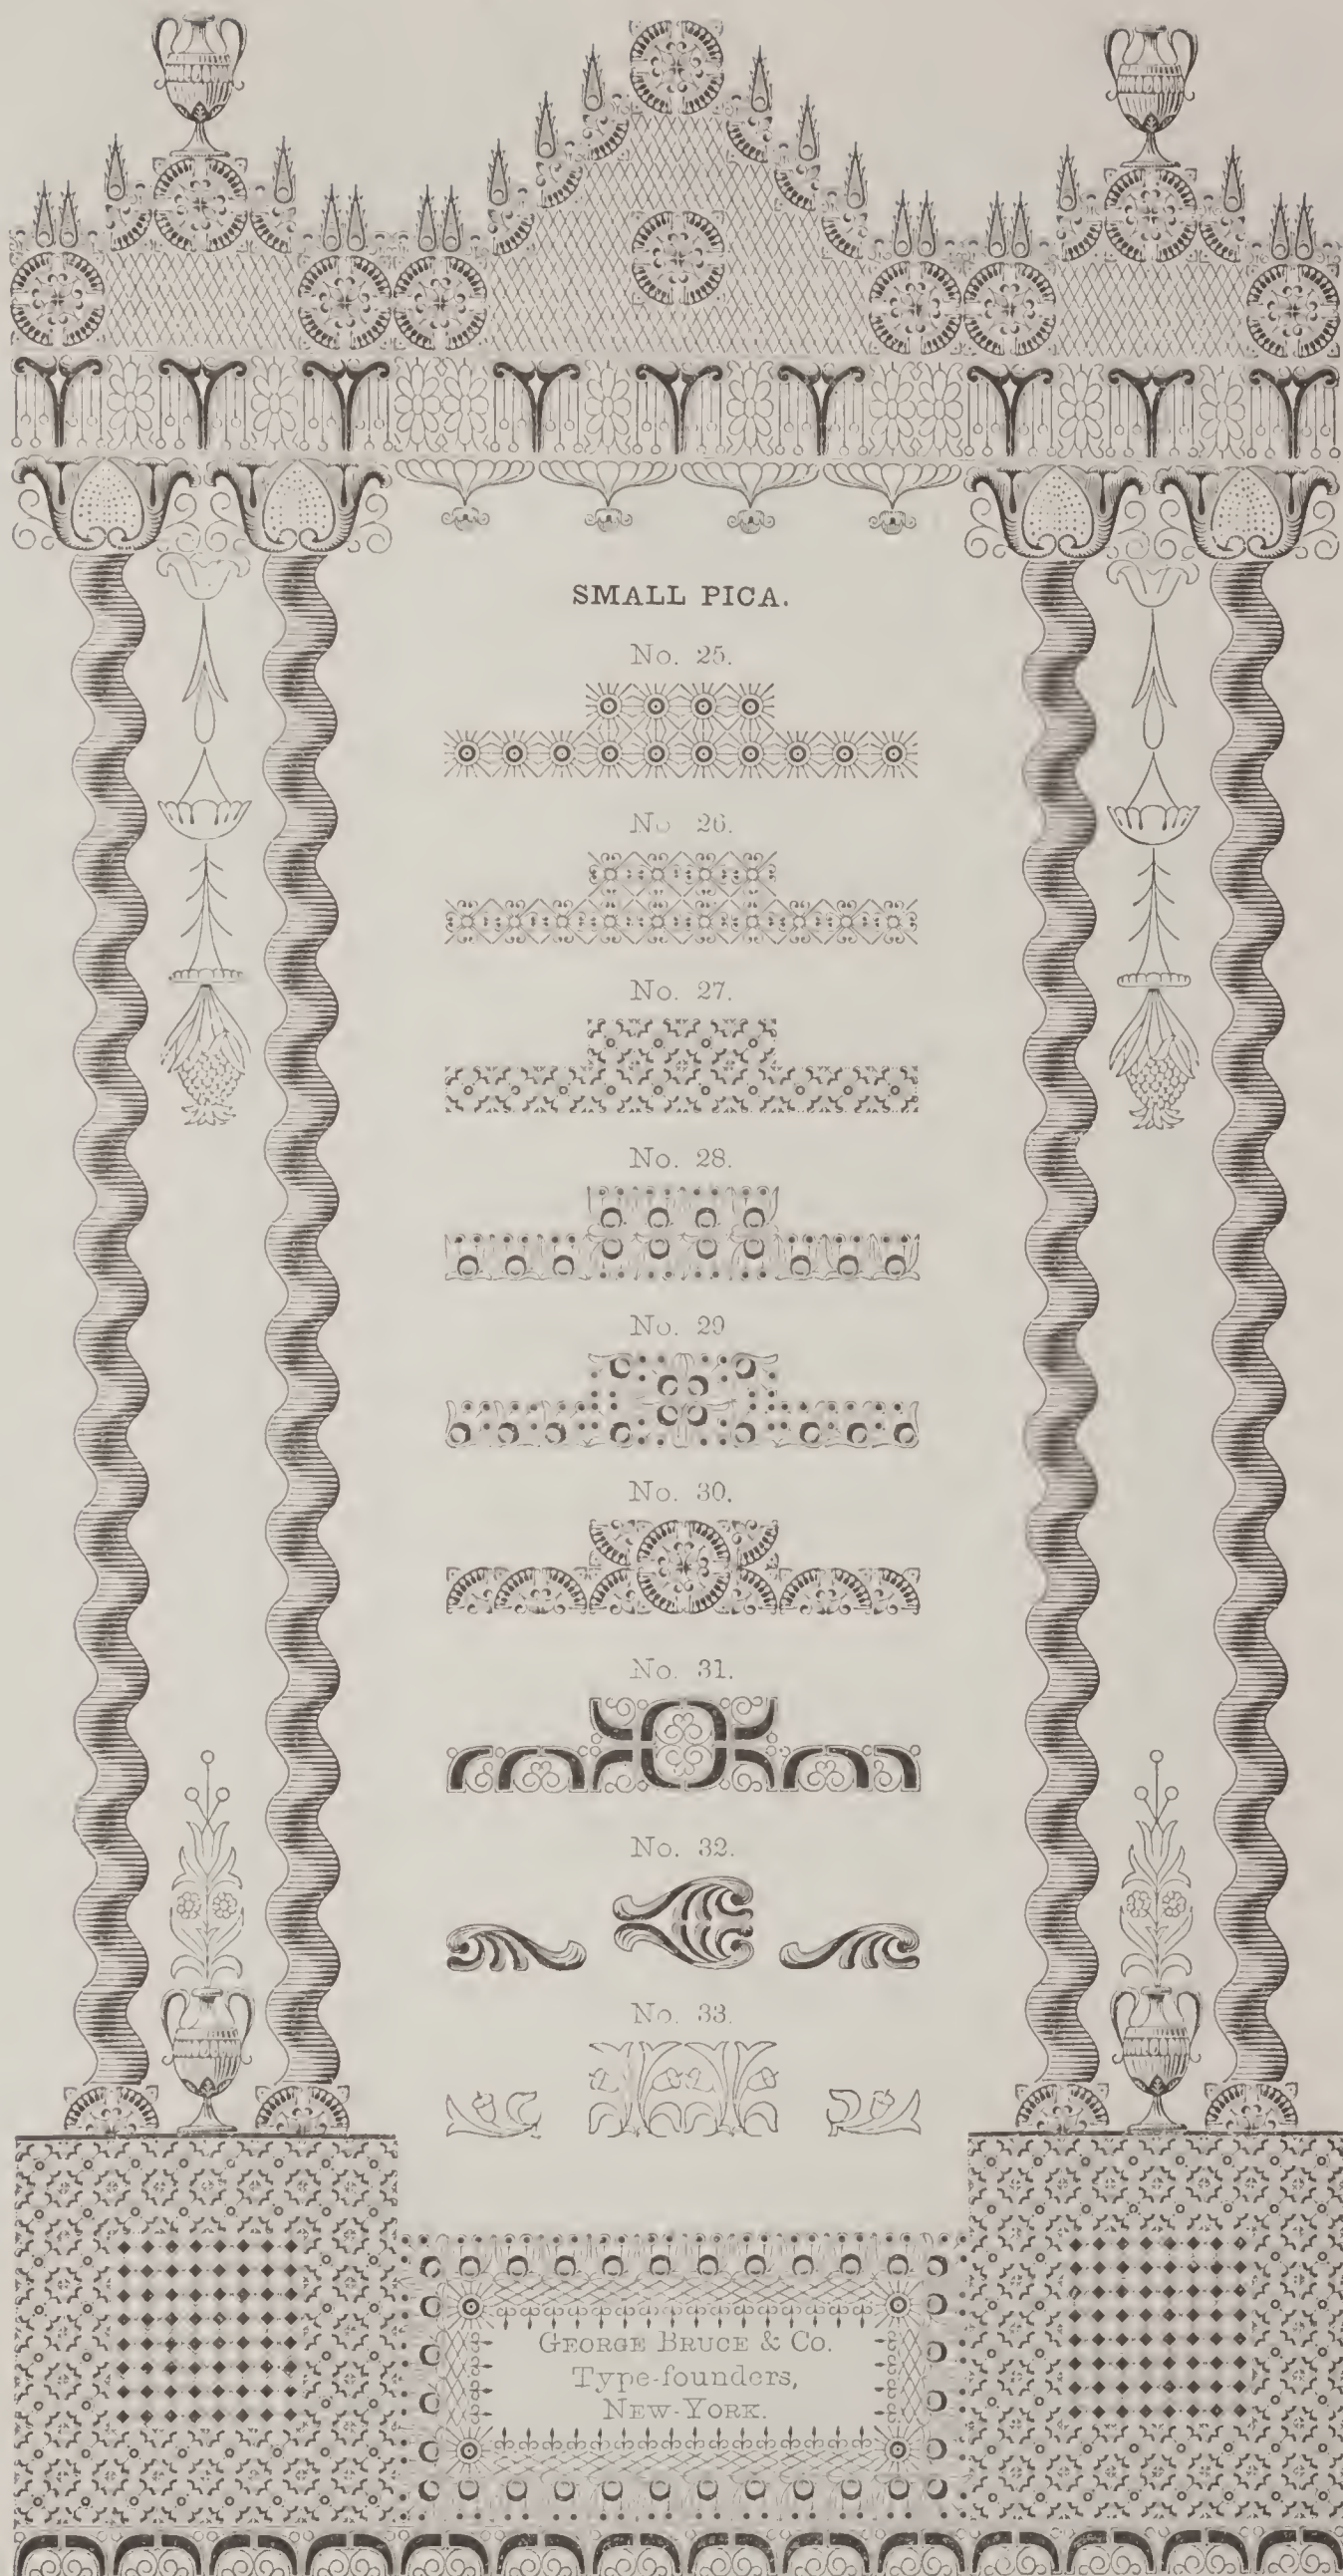 SMALL PICA.
No. 25.
No. 26.
No. 27.
No. 28.
No. 29
No. 30.
No. 31.
No. 32.
No. 33.
GEORGE BRUCE & Co.
Type-founders,
NEW-YORK.